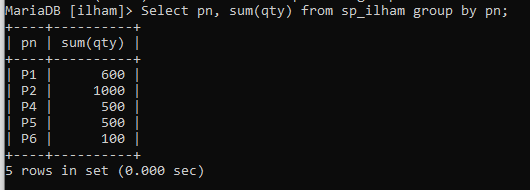 MariaDB [ilham]> Select pn, sum(qty) from sp_ilham group by pn;
+----+----------+
| pn | sum(qty) |
+----+----------+
| P1 |      600 |
| P2 |     1000 |
| P4 |      500 |
| P5 |      500 |
| P6 |      100 |
+----+----------+
5 rows in set (0.000 sec)